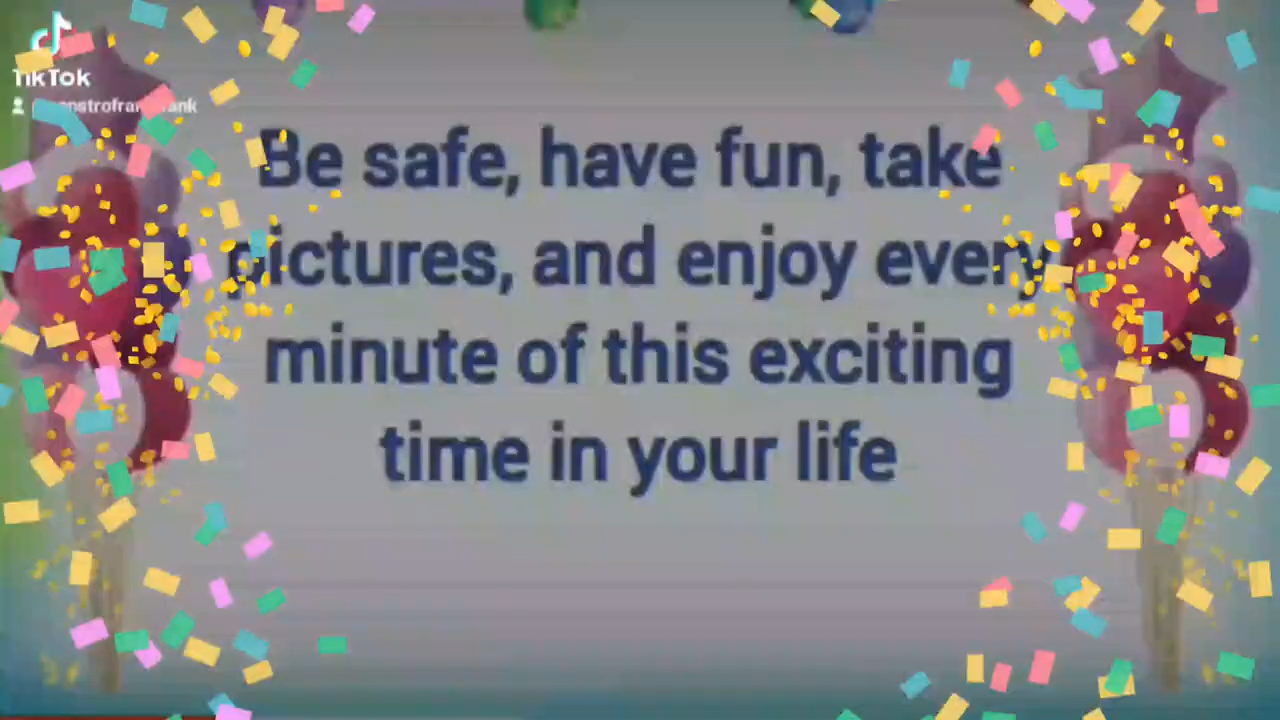 TikTok
Be safe, have fun, take
pictures, and enjoy every
minute of this exciting
time in your life